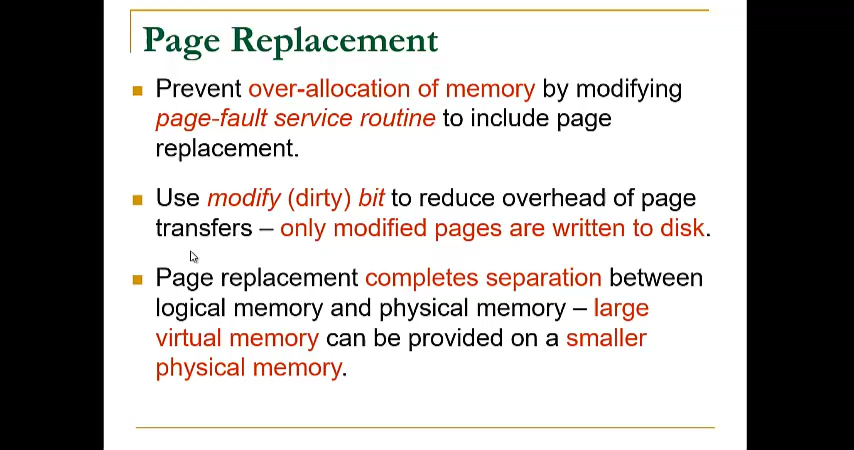 Page Replacement
Prevent over-allocation of memory by modifying
page-fault service routine to include page
replacement.
Use modify (dirty) bit to reduce overhead of page
transfers – only modified pages are written to disk.
Page replacement completes separation between
logical memory and physical memory – large
virtual memory can be provided on a smaller
physical memory.